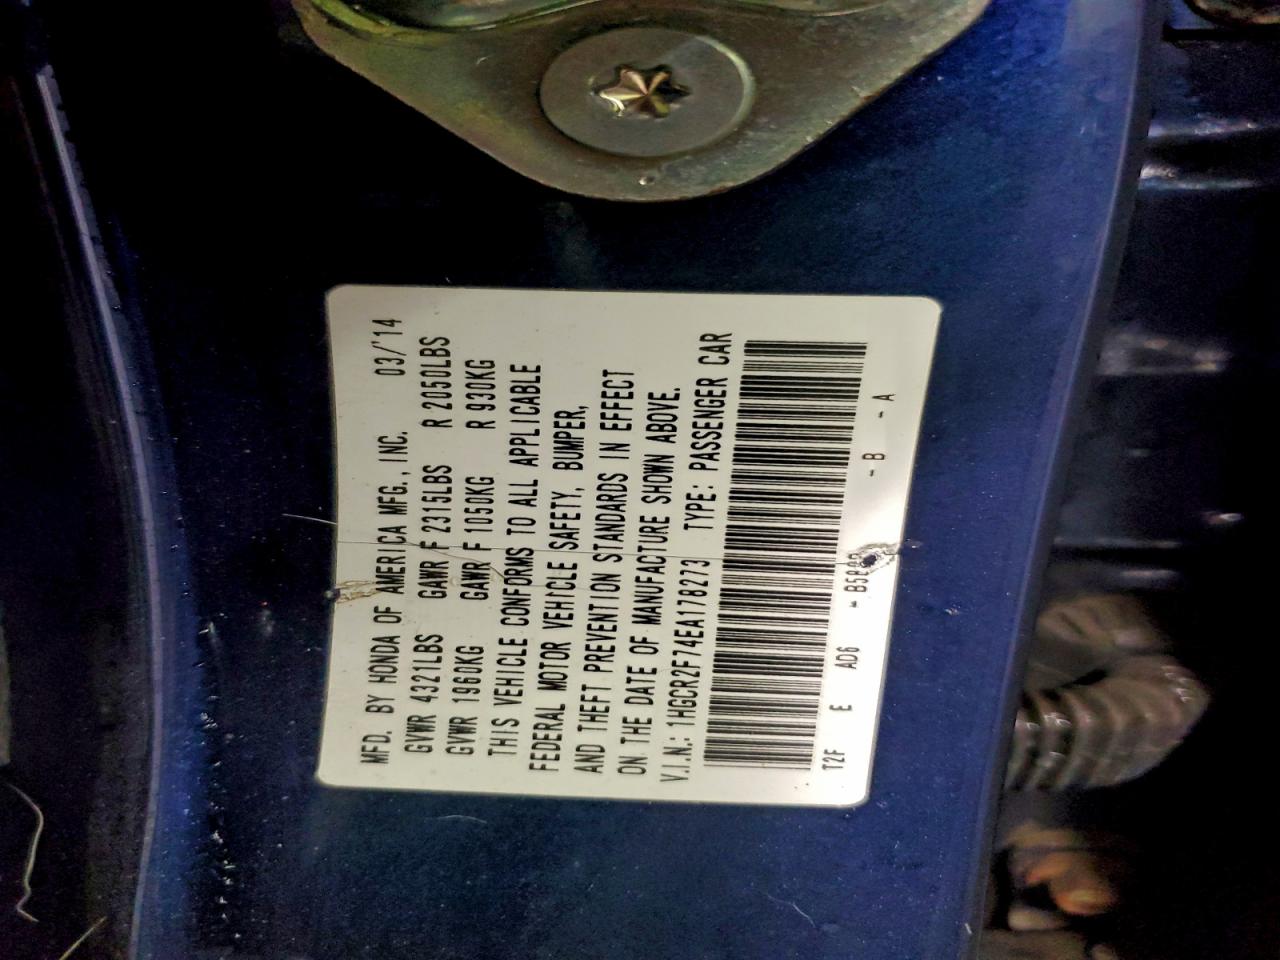 MFD. BY HONDA OF AMERICA MFG., INC. 03/'14
GVWR 4321LBS GAWR F 2315LBS R 2050LBS
GVWR 1960KG GAWR F 1050KG R 930KG
THIS VEHICLE CONFORMS TO ALL APPLICABLE
FEDERAL MOTOR VEHICLE SAFETY, BUMPER,
AND THEFT PREVENTION STANDARDS IN EFFECT
ON THE DATE OF MANUFACTURE SHOWN ABOVE.
V.I.N.: 1HGCR2F74EA178273 TYPE: PASSENGER CAR
T2F E AD6 - - B - A